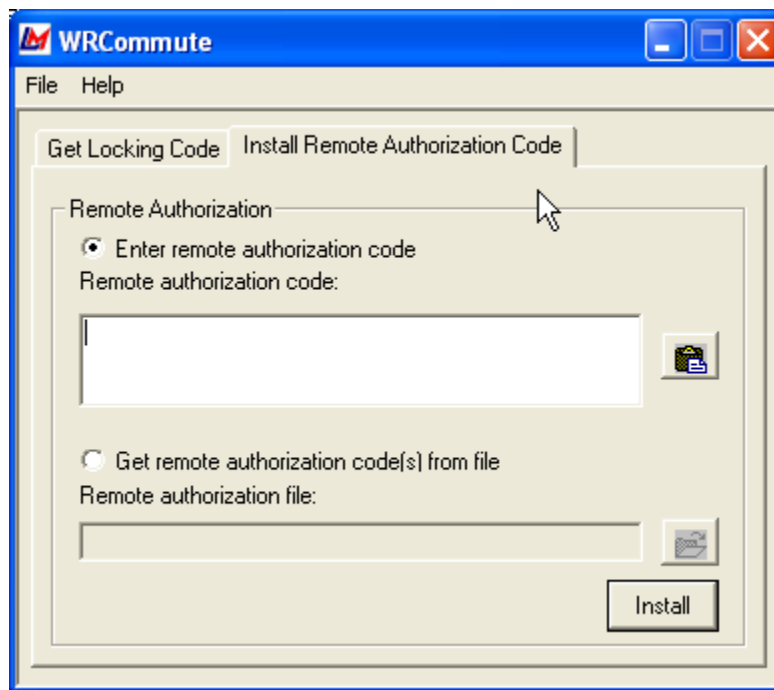 WRCommute
File Help
Get Locking Code Install Remote Authorization Code
Remote Authorization
Enter remote authorization code
Remote authorization code:
Get remote authorization code(s) from file
Remote authorization file:
Install